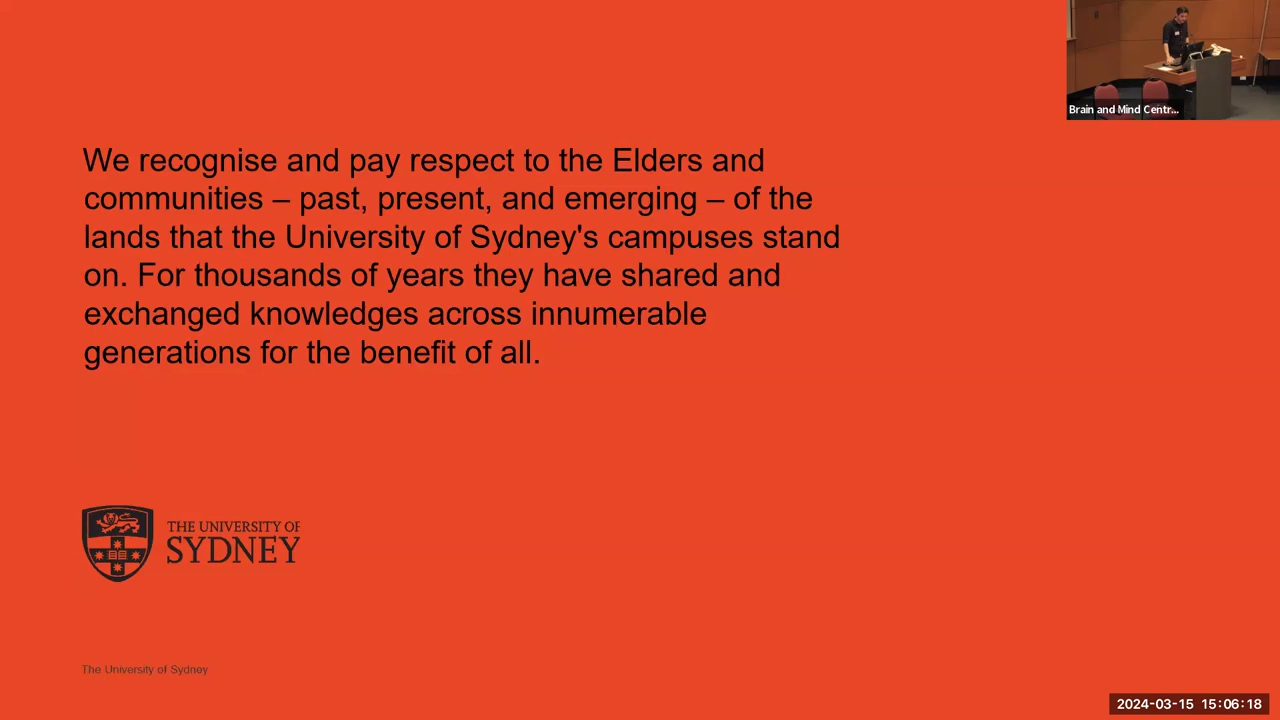 Brain and Mind Centr...
We recognise and pay respect to the Elders and
communities – past, present, and emerging – of the
lands that the University of Sydney's campuses stand
on. For thousands of years they have shared and
exchanged knowledges across innumerable
generations for the benefit of all.
THE UNIVERSITY OF
SYDNEY
The University of Sydney
2024-03-15 15:06:18